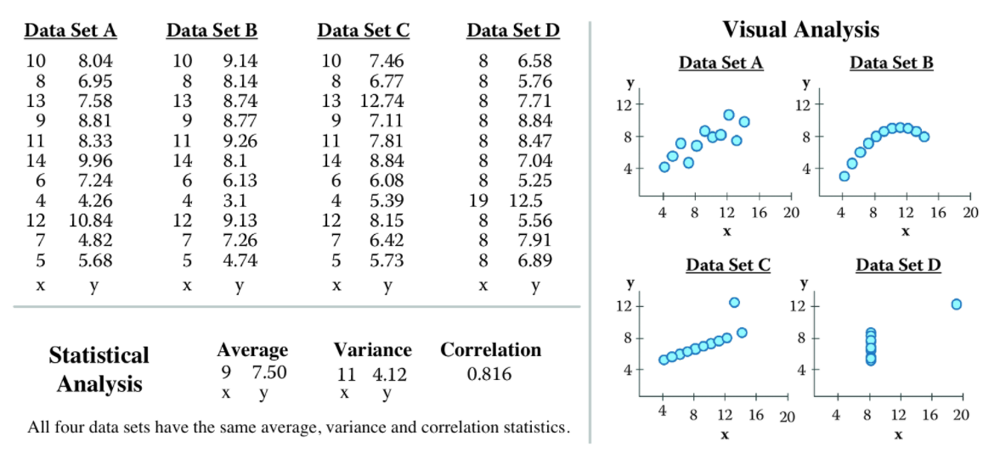 Data Set A Data Set B Data Set C Data Set D
10 8.04 10 9.14 10 7.46 8 6.58
8 6.95 8 8.14 8 6.77 8 5.76
13 7.58 13 8.74 13 12.74 8 7.71
9 8.81 9 8.77 9 7.11 8 8.84
11 8.33 11 9.26 11 7.81 8 8.47
14 9.96 14 8.1 14 8.84 8 7.04
6 7.24 6 6.13 6 6.08 8 5.25
4 4.26 4 3.1 4 5.39 19 12.5
12 10.84 12 9.13 12 8.15 8 5.56
7 4.82 7 7.26 7 6.42 8 7.91
5 5.68 5 4.74 5 5.73 8 6.89
x y x y x y x y
Statistical
Analysis
Average Variance Correlation
9 7.50 11 4.12 0.816
x y x y
All four data sets have the same average, variance and correlation statistics.
Visual Analysis
Data Set A
y
12
8
4
4 8 12 16 20
x
Data Set B
y
12
8
4
4 8 12 16 20
x
Data Set C
y
12
8
4
4 8 12 16 20
x
Data Set D
y
12
8
4
4 8 12 16 20
x